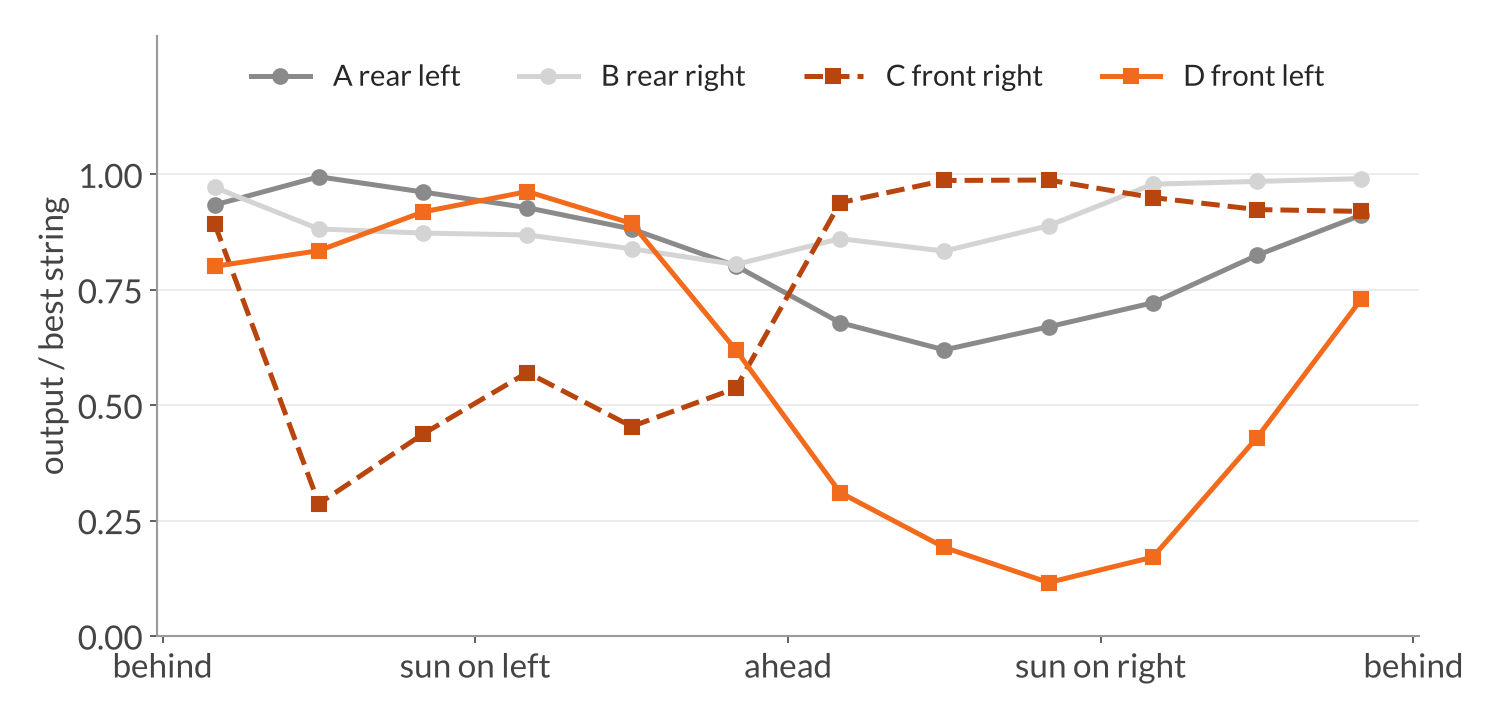 A rear left
B rear right
C front right
D front left
output / best string
1.00
0.75
0.50
0.25
0.00
behind
sun on left
ahead
sun on right
behind